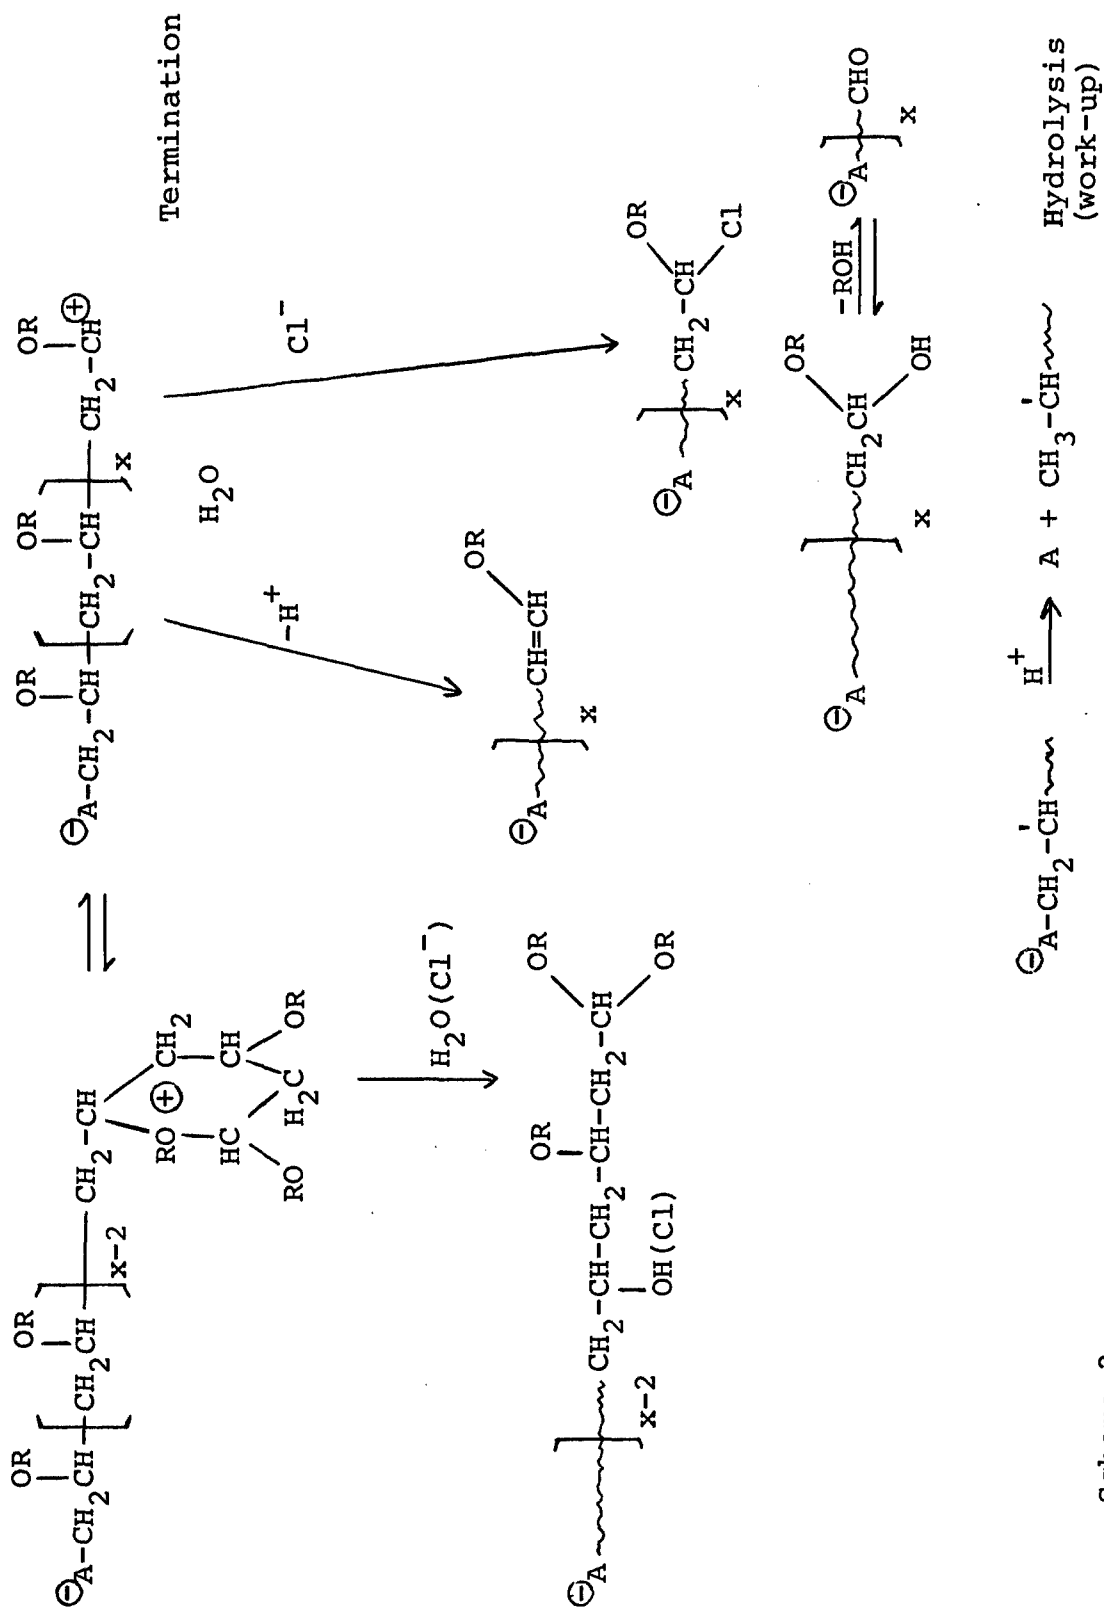 OR OR OR OR OR
⊖A-CH₂CH-]-CH₂CH-]x-2-CH₂-CH ⇌ ⊖A-CH₂-CH-]-CH₂-CH-]x-CH₂-CH⊕
Termination
RO ⊕ CH₂
HC CH
RO H₂C OR
H₂O(Cl⁻)
-H⁺
H₂O
Cl⁻
OR OR
⊖A]x-2 CH₂-CH-CH₂-CH-CH₂-CH
OH(Cl) OR
OR
⊖A]x CH=CH
OR
⊖A]x CH₂-CH
Cl
OR
⊖A]x CH₂CH
OH
-ROH
⊖A]x CHO
⊖A-CH₂-CH H⁺ A + CH₃-CH
Hydrolysis
(work-up)